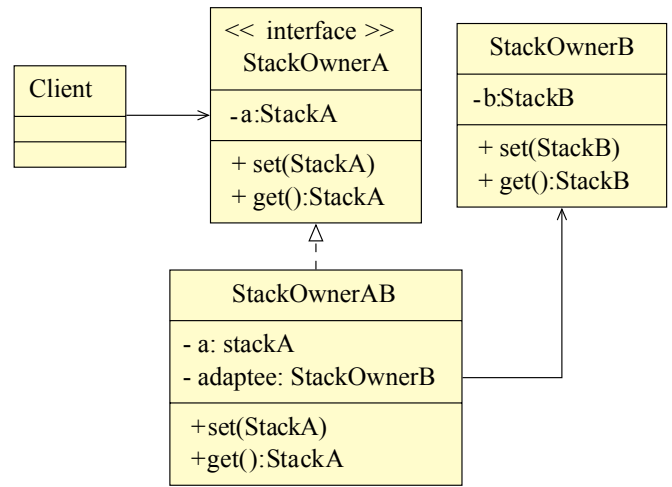 Client
<< interface >>
StackOwnerA
-a:StackA
+ set(StackA)
+ get():StackA
StackOwnerB
-b:StackB
+ set(StackB)
+ get():StackB
StackOwnerAB
- a: stackA
- adaptee: StackOwnerB
+set(StackA)
+get():StackA